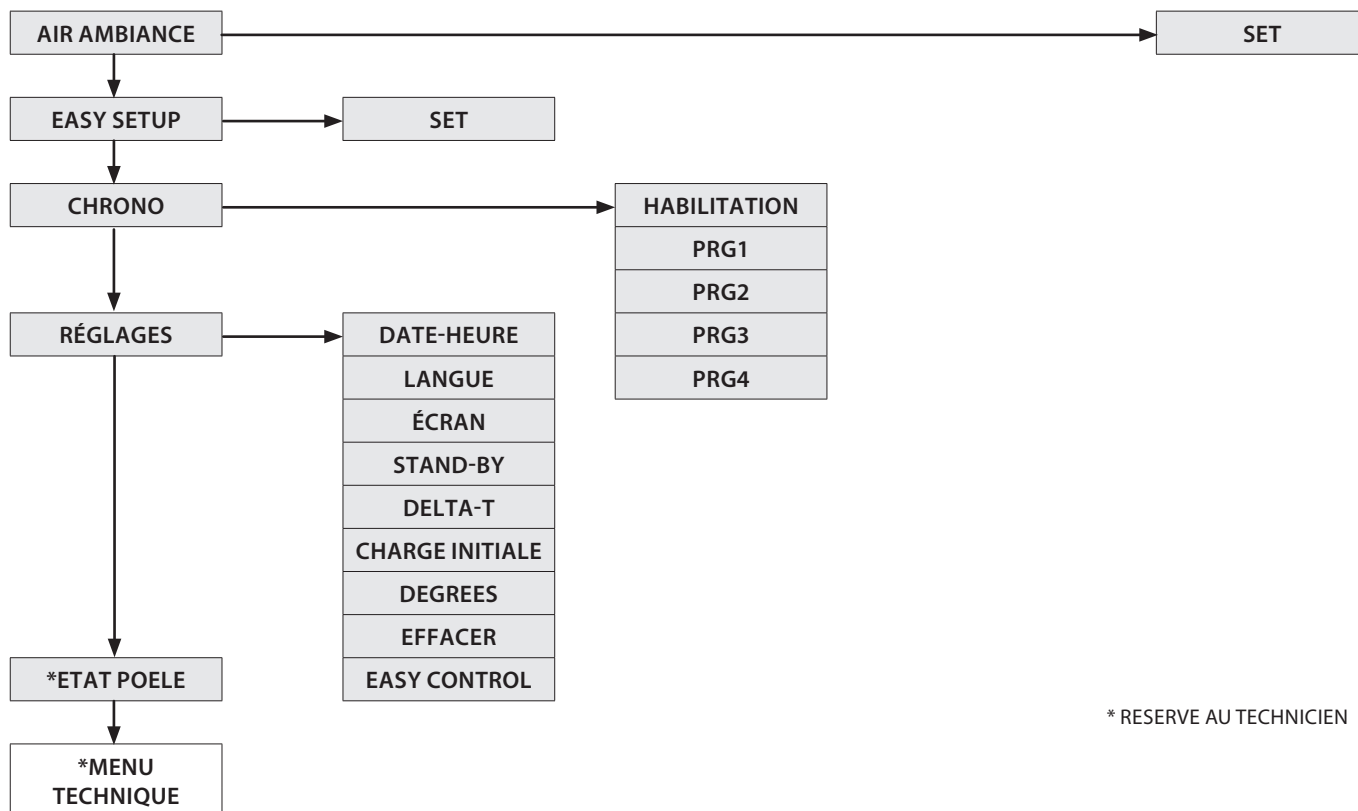 AIR AMBIANCE
SET
EASY SETUP
SET
CHRONO
HABILITATION
PRG1
PRG2
PRG3
PRG4
RÉGLAGES
DATE-HEURE
LANGUE
ÉCRAN
STAND-BY
DELTA-T
CHARGE INITIALE
DEGREES
EFFACER
EASY CONTROL
*ETAT POELE
*MENU
TECHNIQUE
* RESERVE AU TECHNICIEN